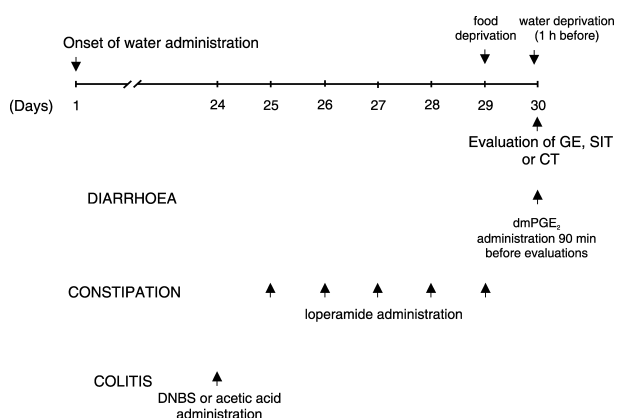 food
deprivation
water deprivation
(1 h before)
Onset of water administration
(Days) 1 24 25 26 27 28 29 30
Evaluation of GE, SIT
or CT
DIARRHOEA
dmPGE₂
administration 90 min
before evaluations
CONSTIPATION
loperamide administration
COLITIS
DNBS or acetic acid
administration